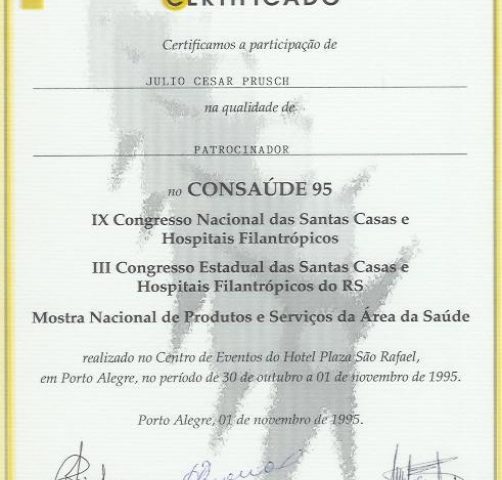 CERTIFICADO
Certificamos a participação de
JULIO CESAR PRUSCH
na qualidade de
PATROCINADOR
no CONSAÚDE 95
IX Congresso Nacional das Santas Casas e
Hospitais Filantrópicos
III Congresso Estadual das Santas Casas e
Hospitais Filantrópicos do RS
Mostra Nacional de Produtos e Serviços da Área da Saúde
realizado no Centro de Eventos do Hotel Plaza São Rafael,
em Porto Alegre, no período de 30 de outubro a 01 de novembro de 1995.
Porto Alegre, 01 de novembro de 1995.